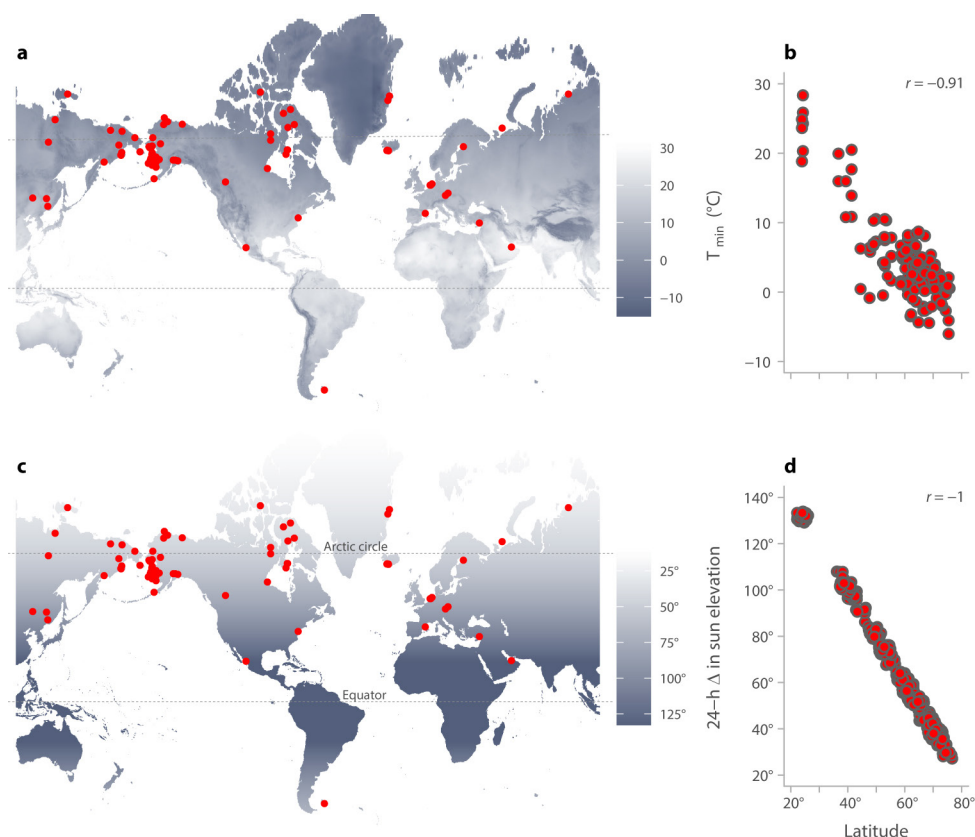 a
30
20
10
0
−10
b
r = −0.91
30
20
10
0
−10
T min (°C)
c
Arctic circle
Equator
25°
50°
75°
100°
125°
d
r = −1
140°
120°
100°
80°
60°
40°
20°
24−h Δ in sun elevation
20°
40°
60°
80°
Latitude